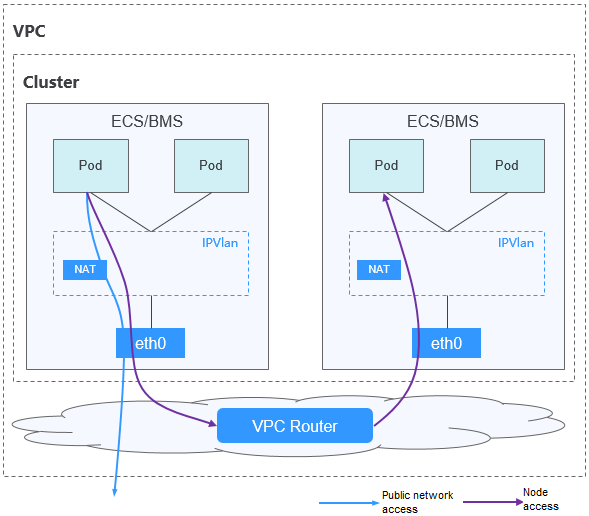 VPC
Cluster
ECS/BMS
Pod
Pod
IPVlan
NAT
eth0
ECS/BMS
Pod
Pod
IPVlan
NAT
eth0
VPC Router
Public network
access
Node
access